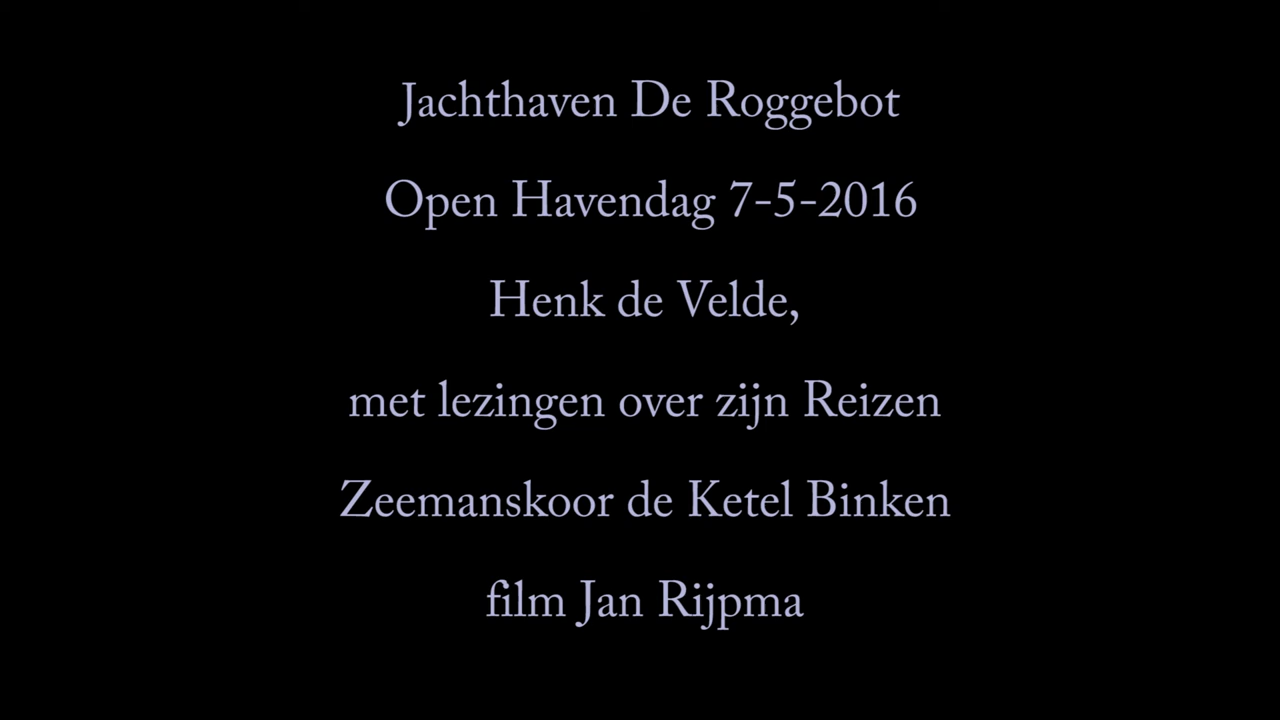 Jachthaven De Roggebot
Open Havendag 7-5-2016
Henk de Velde,
met lezingen over zijn Reizen
Zeemanskoor de Ketel Binken
film Jan Rijpma